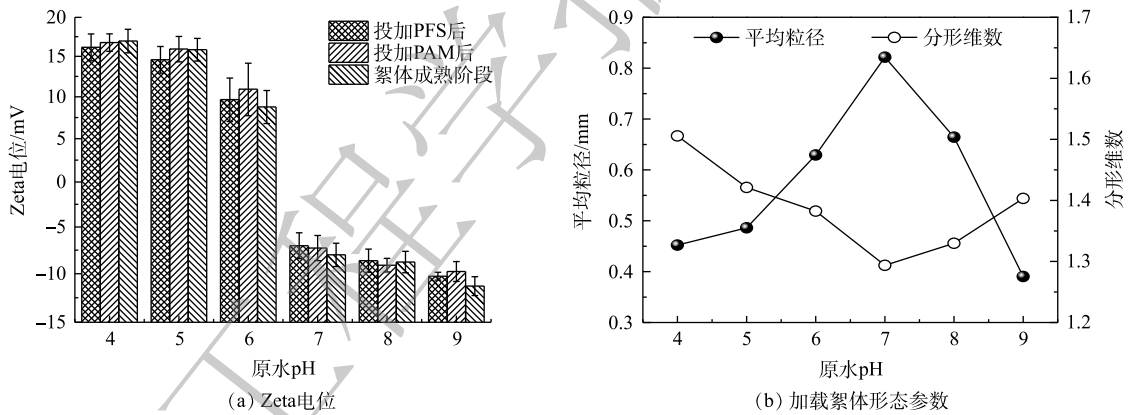 20
15
10
5
0
−5
−10
−15
Zeta电位/mV
投加PFS后
投加PAM后
絮体成熟阶段
4 5 6 7 8 9
原水pH
(a) Zeta电位
0.9
0.8
0.7
0.6
0.5
0.4
0.3
平均粒径/mm
平均粒径 分形维数
1.7
1.6
1.5
1.4
1.3
1.2
分形维数
4 5 6 7 8 9
原水pH
(b) 加载絮体形态参数
工程学